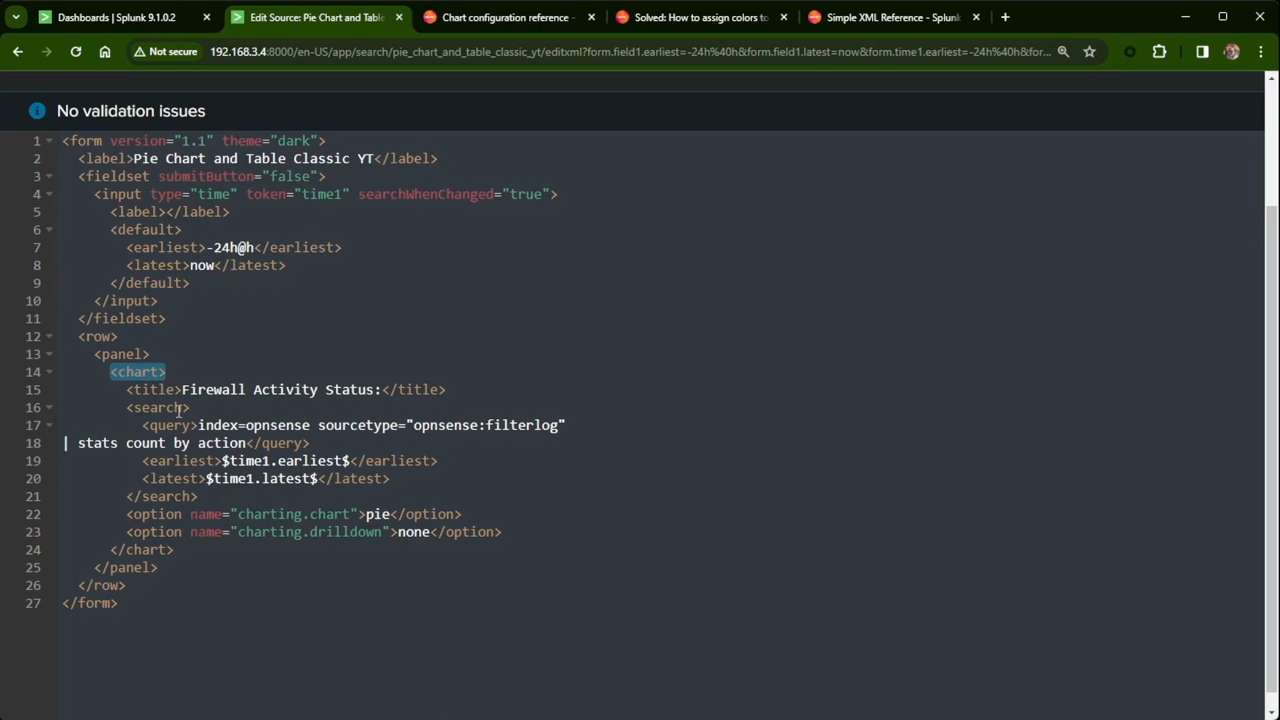 Dashboards | Splunk 9.1.0.2
Edit Source: Pie Chart and Table
Chart configuration reference -
Solved: How to assign colors to
Simple XML Reference - Splunk
Not secure
192.168.3.4:8000/en-US/app/search/pie_chart_and_table_classic_yt/editxml?form.field1.earliest=-24h%40h&form.field1.latest=now&form.time1.earliest=-24h%40h&for...
No validation issues
1 <form version="1.1" theme="dark">
2 <label>Pie Chart and Table Classic YT</label>
3 <fieldset submitButton="false">
4 <input type="time" token="time1" searchWhenChanged="true">
5 <label></label>
6 <default>
7 <earliest>-24h@h</earliest>
8 <latest>now</latest>
9 </default>
10 </input>
11 </fieldset>
12 <row>
13 <panel>
14 <chart>
15 <title>Firewall Activity Status:</title>
16 <search>
17 <query>index=opnsense sourcetype="opnsense:filterlog"
18 | stats count by action</query>
19 <earliest>$time1.earliest$</earliest>
20 <latest>$time1.latest$</latest>
21 </search>
22 <option name="charting.chart">pie</option>
23 <option name="charting.drilldown">none</option>
24 </chart>
25 </panel>
26 </row>
27 </form>